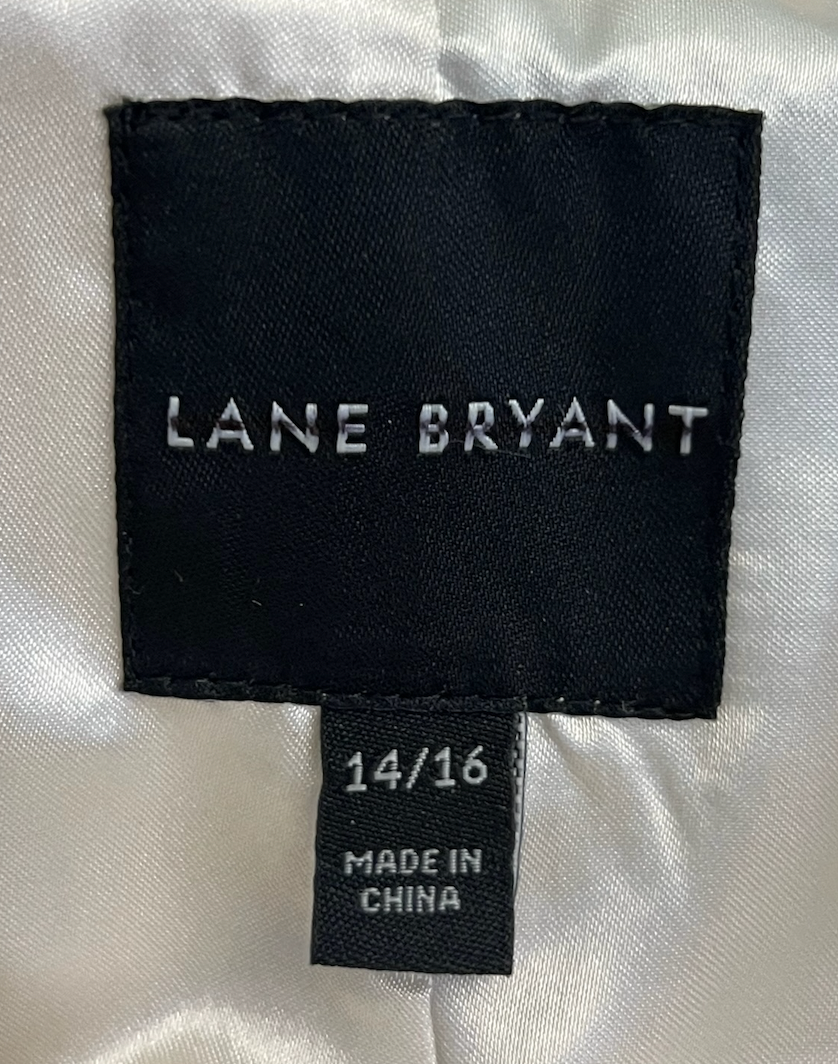 LANE BRYANT
14/16
MADE IN
CHINA